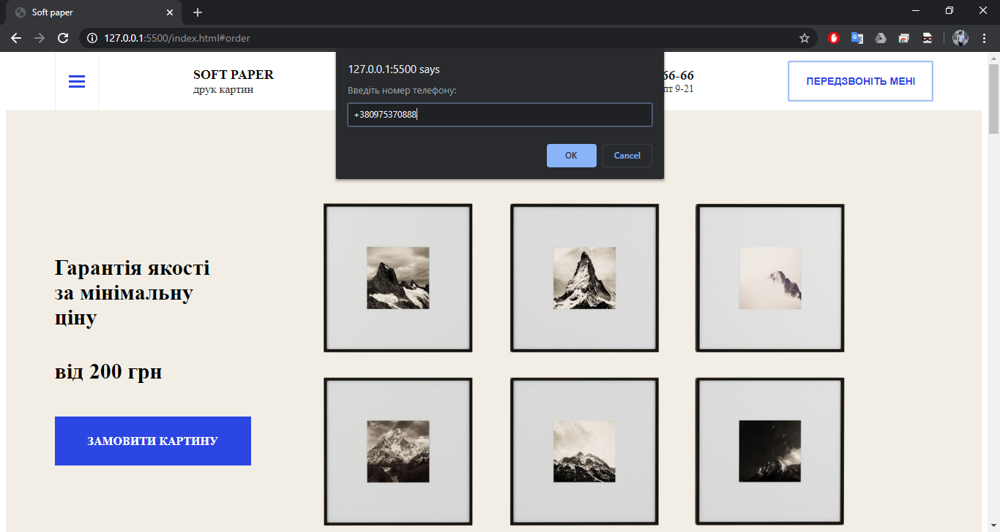 Soft paper
127.0.0.1:5500/index.html#order
SOFT PAPER
друк картин
127.0.0.1:5500 says
Введіть номер телефону:
+380975370888
OK
Cancel
66-66
пт 9-21
ПЕРЕДЗВОНІТЬ МЕНІ
Гарантія якості
за мінімальну
ціну
від 200 грн
ЗАМОВИТИ КАРТИНУ